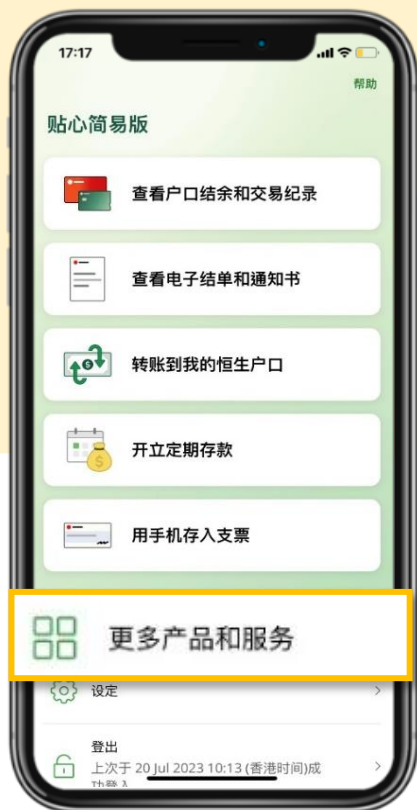 17:17
帮助
贴心简易版
查看户口结余和交易纪录
查看电子结单和通知书
转账到我的恒生户口
开立定期存款
用手机存入支票
更多产品和服务
设定
登出
上次于 20 Jul 2023 10:13 (香港时间)成
功登入